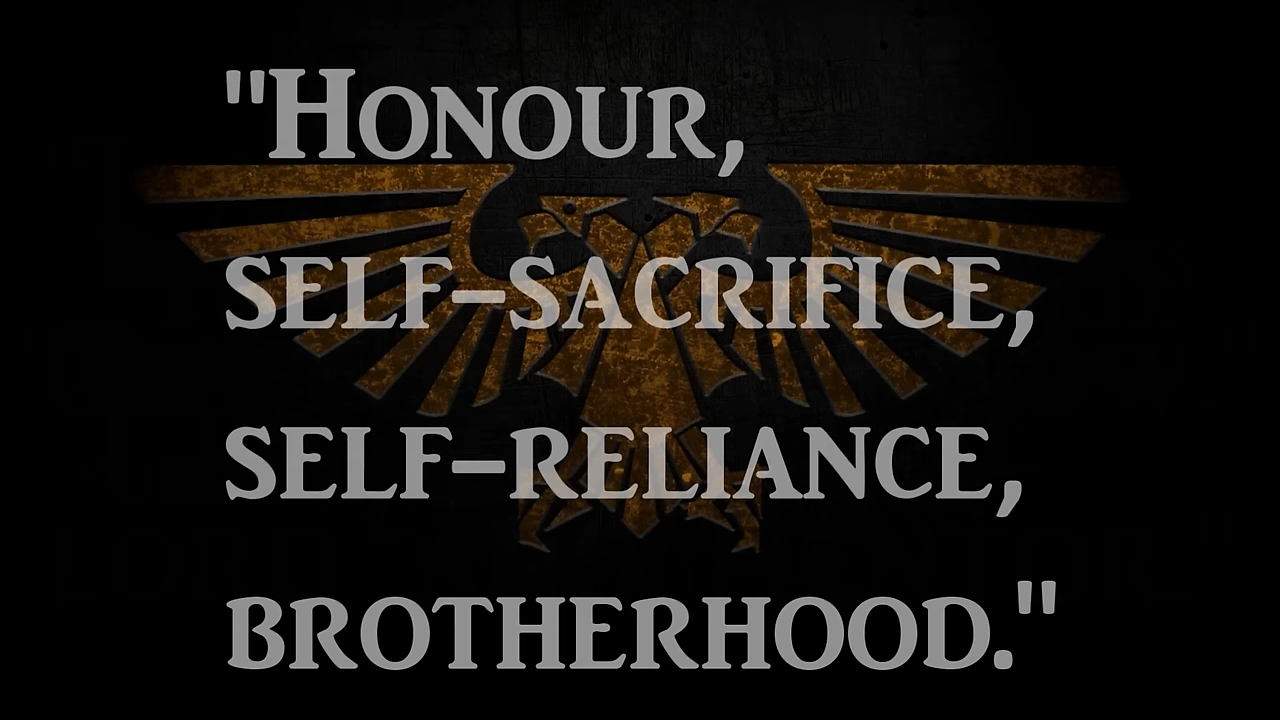 "Honour,
self-sacrifice,
self-reliance,
brotherhood."